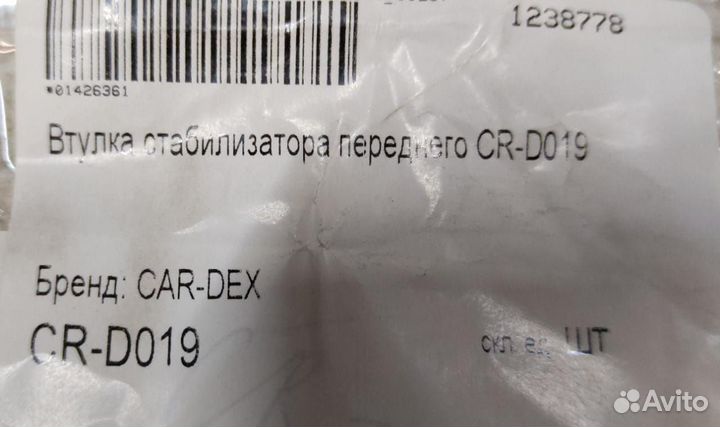 1238778
*01426361
Втулка стабилизатора переднего CR-D019
Бренд: CAR-DEX
CR-D019
скл. ед. ШТ
Avito